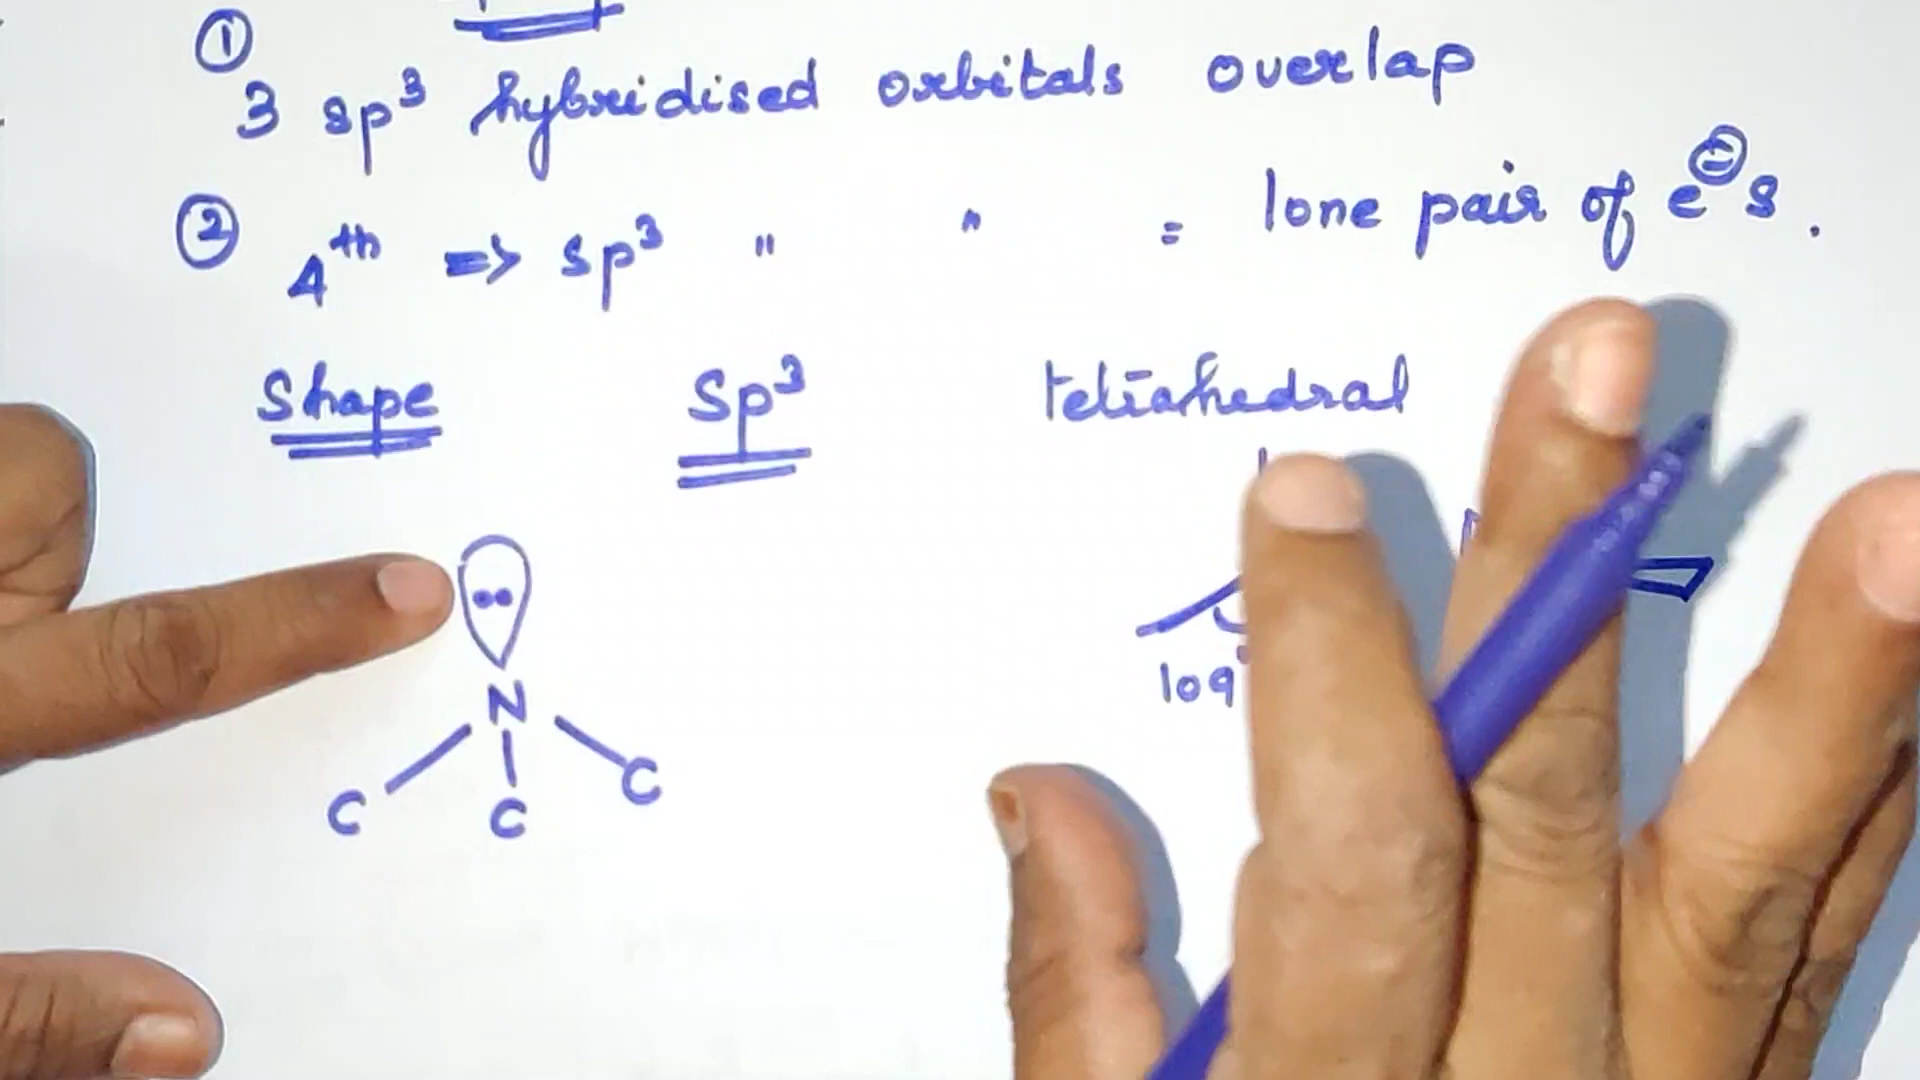 ①
3 sp³ hybridised orbitals overlap
② 4ᵗʰ => sp³ " " = lone pair of e⊖s.
Shape Sp³ tetrahedral
N
109°
C C C